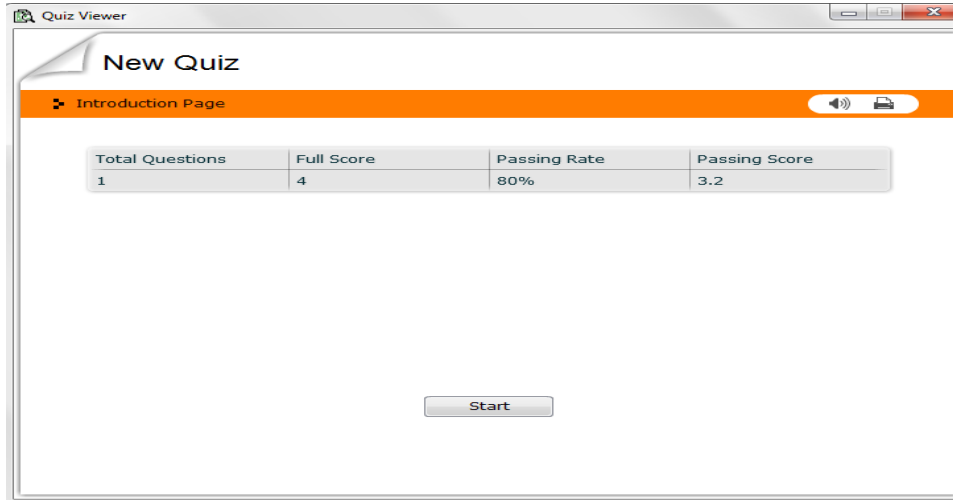 Quiz Viewer
New Quiz
Introduction Page
Total Questions Full Score Passing Rate Passing Score
1 4 80% 3.2
Start